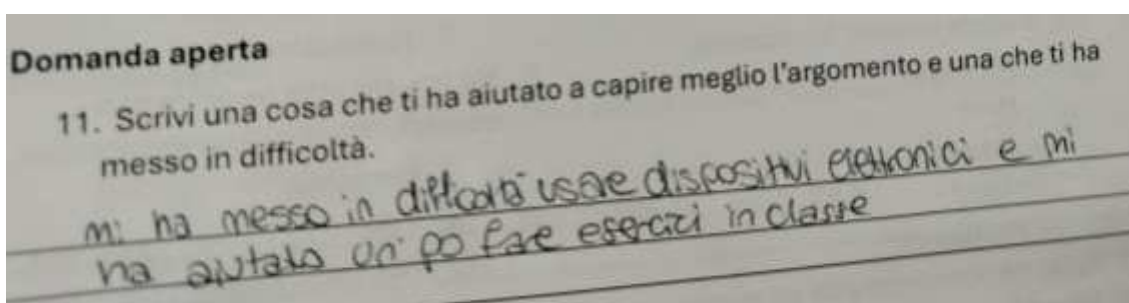 Domanda aperta
11. Scrivi una cosa che ti ha aiutato a capire meglio l'argomento e una che ti ha
messo in difficoltà.
mi ha messo in difficoltà usare dispositivi elettronici e mi
ha aiutato un pò fare esercizi in classe